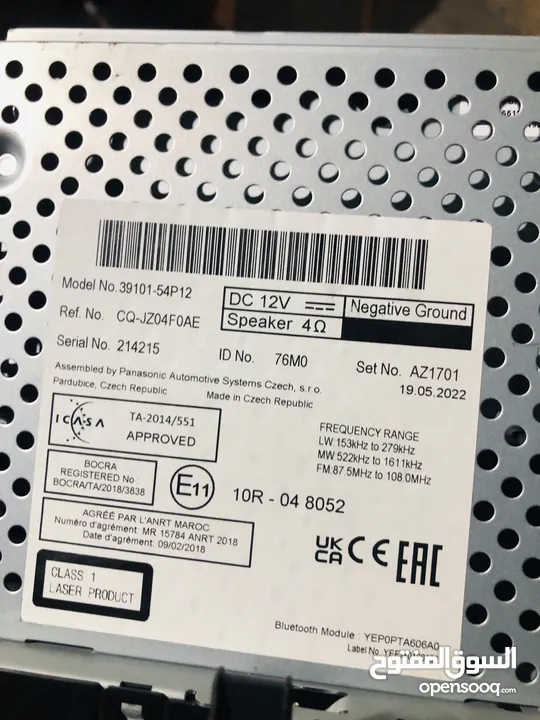 Model No. 39101-54P12
Ref. No. CQ-JZ04F0AE
Serial No. 214215
ID No. 76M0
Set No. AZ1701
19.05.2022
DC 12V
Negative Ground
Speaker 4Ω
Assembled by Panasonic Automotive Systems Czech, s.r.o.
Pardubice, Czech Republic Made in Czech Republic
ICASA
TA-2014/551
APPROVED
FREQUENCY RANGE
LW: 153kHz to 279kHz
MW: 522kHz to 1611kHz
FM: 87.5MHz to 108.0MHz
BOCRA
REGISTERED No
BOCRA/TA/2018/3838
E11
10R - 04 8052
AGRÉÉ PAR L'ANRT MAROC
Numéro d'agrément: MR 15784 ANRT 2018
Date d'agrément: 09/02/2018
UK
CA
CE
EAC
CLASS 1
LASER PRODUCT
Bluetooth Module : YEP0PTA606A0
Label No.
السوق المفتوح
opensooq.com